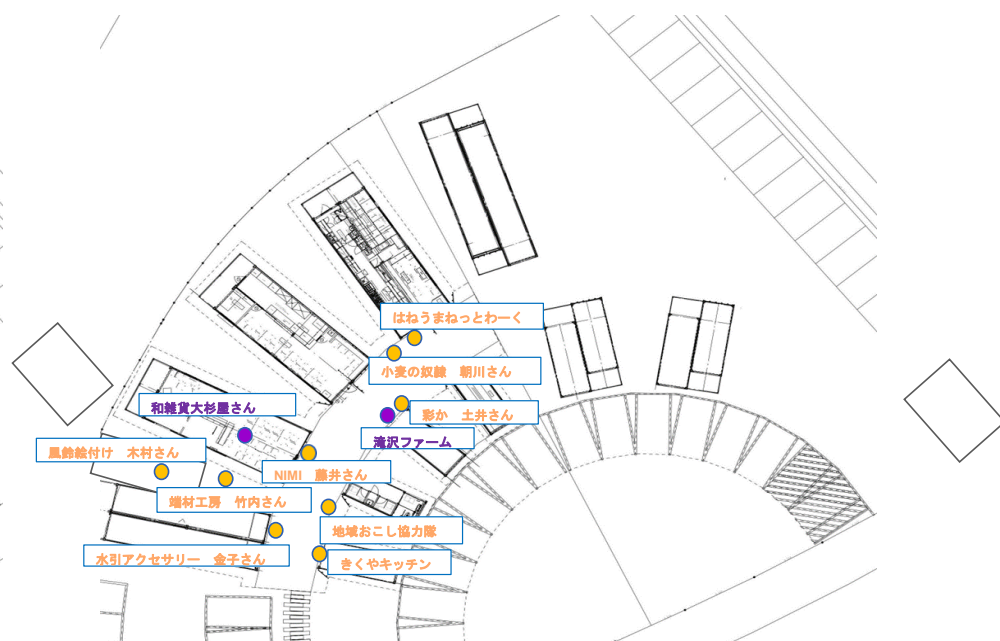 はねうまねっとわーく
小麦の奴隷　朝川さん
和雑貨大杉屋さん
彩か　土井さん
滝沢ファーム
風鈴絵付け　木村さん
NIMI　藤井さん
端材工房　竹内さん
地域おこし協力隊
水引アクセサリー　金子さん
きくやキッチン